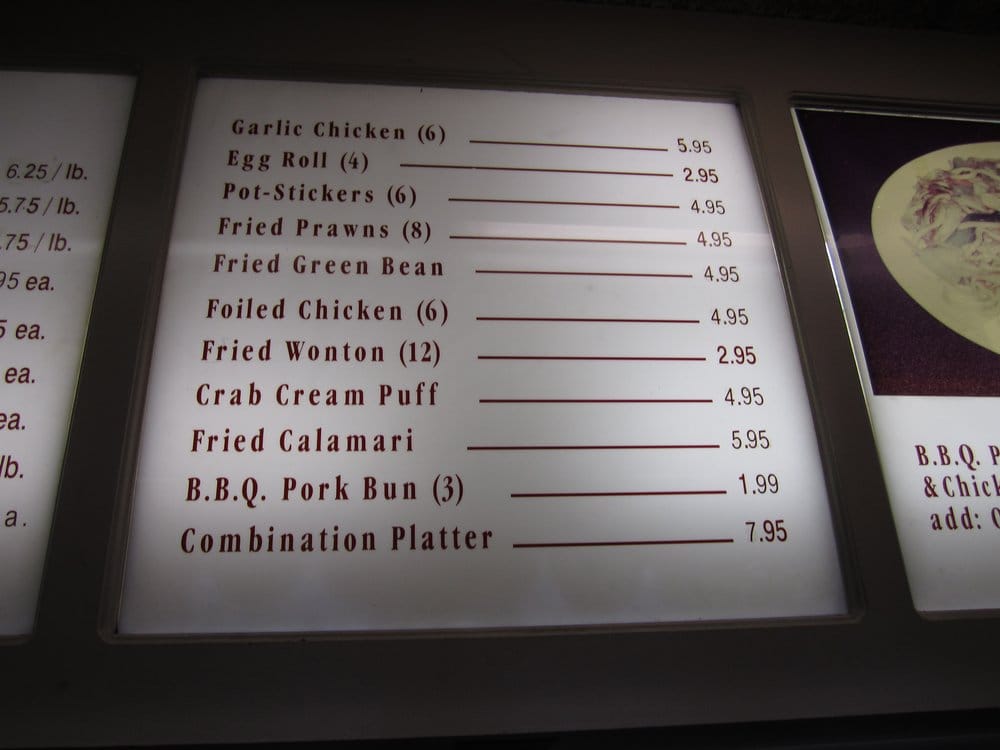 6.25 / lb.
5.75 / lb.
.75 / lb.
95 ea.
5 ea.
ea.
ea.
lb.
a.
Garlic Chicken (6) 5.95
Egg Roll (4) 2.95
Pot-Stickers (6) 4.95
Fried Prawns (8) 4.95
Fried Green Bean 4.95
Foiled Chicken (6) 4.95
Fried Wonton (12) 2.95
Crab Cream Puff 4.95
Fried Calamari 5.95
B.B.Q. Pork Bun (3) 1.99
Combination Platter 7.95
B.B.Q. P
& Chick
add: